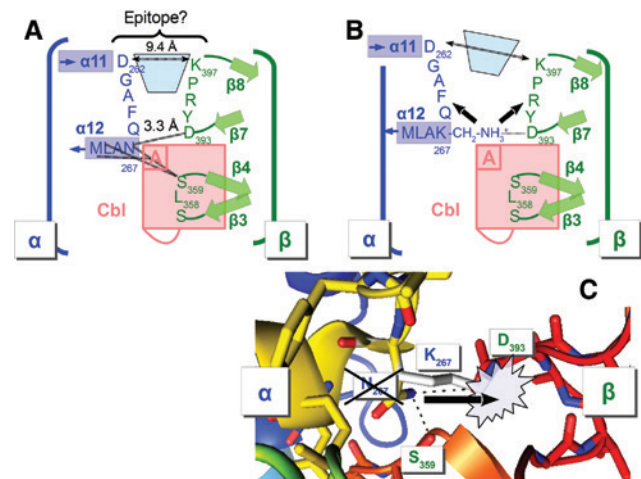 A
Epitope?
9.4 Å
α11
D262
G
A
F
Q
K397
P
R
Y
D393
β8
3.3 Å
β7
α12
MLAN
267
A
S359
L358
S
β4
β3
Cbl
α
β
B
α11
D262
G
A
F
Q
K397
P
R
Y
D393
β8
β7
α12
MLAK-CH2-NH3+
267
A
S359
L358
S
β4
β3
Cbl
α
β
C
D393
K267
N267
α
β
S359